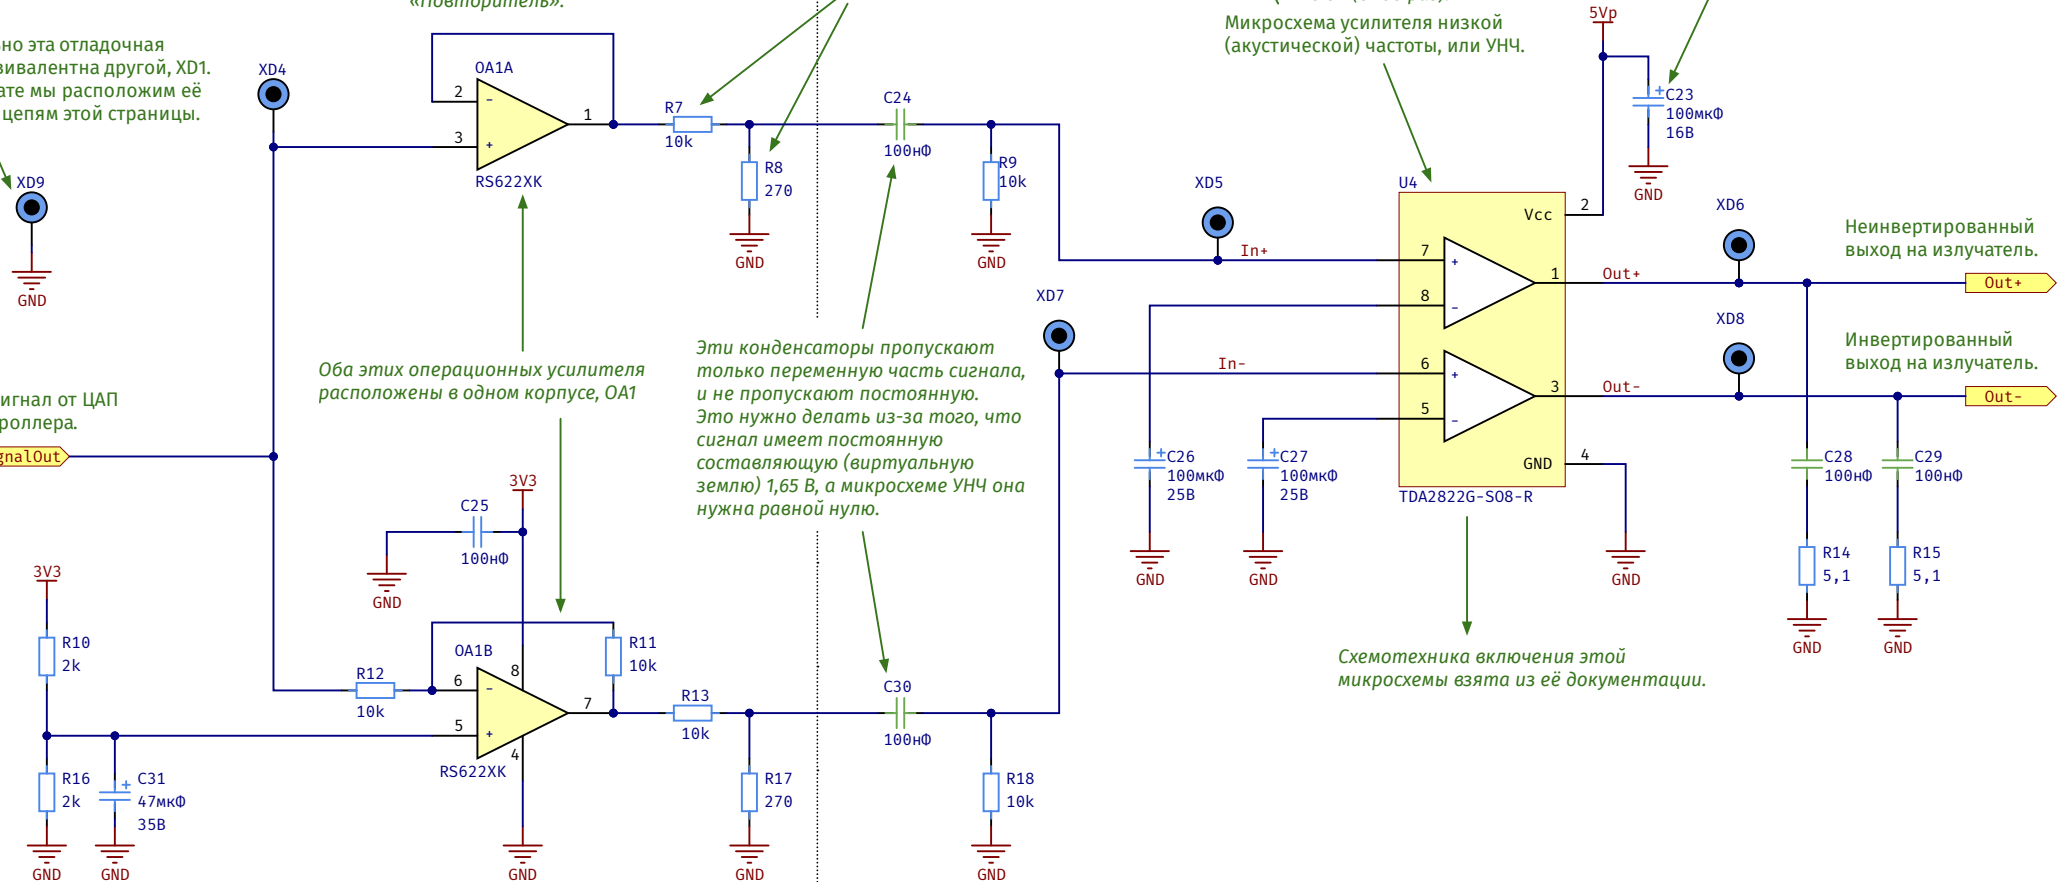 «Повторитель».
но эта отладочная
вивалентна другой, XD1.
ате мы расположим её
цепям этой страницы.
XD9
GND
XD4
OA1A
2
3
1
RS622XK
R7
10k
R8
270
GND
C24
100нФ
R9
10k
GND
Микросхема усилителя низкой
(акустической) частоты, или УНЧ.
5Vp
C23
100мкФ
16В
GND
U4
Vcc
2
XD5
In+
7
8
1
Out+
XD6
Неинвертированный
выход на излучатель.
Out+
XD7
In-
6
5
3
Out-
XD8
Инвертированный
выход на излучатель.
Out-
GND
4
TDA2822G-SO8-R
GND
C26
100мкФ
25В
GND
C27
100мкФ
25В
GND
C28
100нФ
R14
5,1
GND
C29
100нФ
R15
5,1
GND
Оба этих операционных усилителя
расположены в одном корпусе, OA1
Эти конденсаторы пропускают
только переменную часть сигнала,
и не пропускают постоянную.
Это нужно делать из-за того, что
сигнал имеет постоянную
составляющую (виртуальную
землю) 1,65 В, а микросхеме УНЧ она
нужна равной нулю.
игнал от ЦАП
роллера.
gnalOut
3V3
C25
100нФ
GND
3V3
R10
2k
R16
2k
GND
C31
47мкФ
35В
GND
R12
10k
OA1B
6
5
8
4
7
RS622XK
GND
R11
10k
R13
10k
R17
270
GND
C30
100нФ
R18
10k
GND
Схемотехника включения этой
микросхемы взята из её документации.